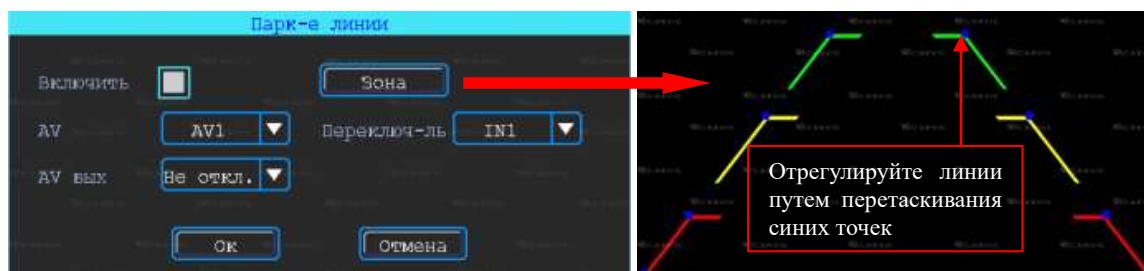 Парк-е линии
Включить
Зона
AV
AV1
Переключ-ль
IN1
AV вых
Не откл.
Ок
Отмена
Отрегулируйте линии
путем перетаскивания
синих точек